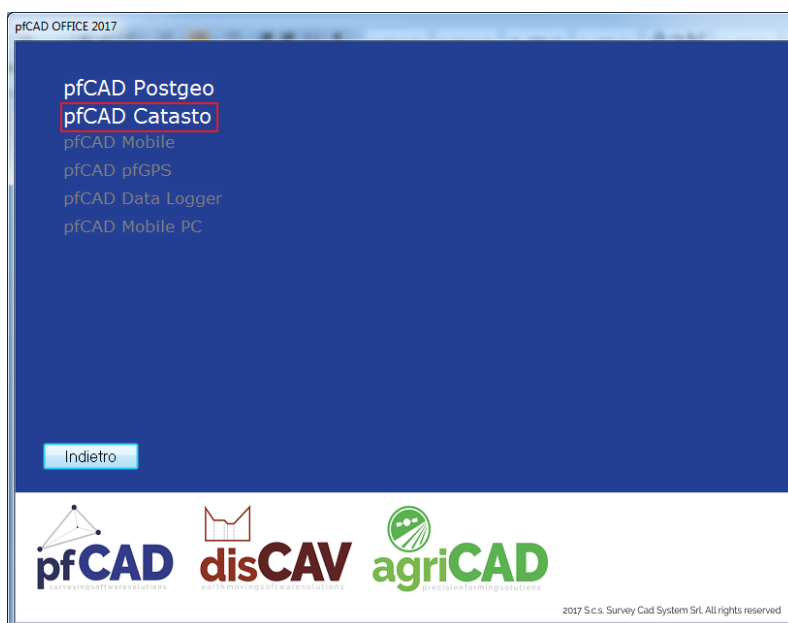 pfCAD OFFICE 2017
pfCAD Postgeo
pfCAD Catasto
pfCAD Mobile
pfCAD pfGPS
pfCAD Data Logger
pfCAD Mobile PC
Indietro
pfCAD
surveyingsoftwaresolutions
disCAV
earthmovingsoftwaresolutions
agriCAD
precisionfarmingsolutions
2017 S.c.s. Survey Cad System Srl. All rights reserved